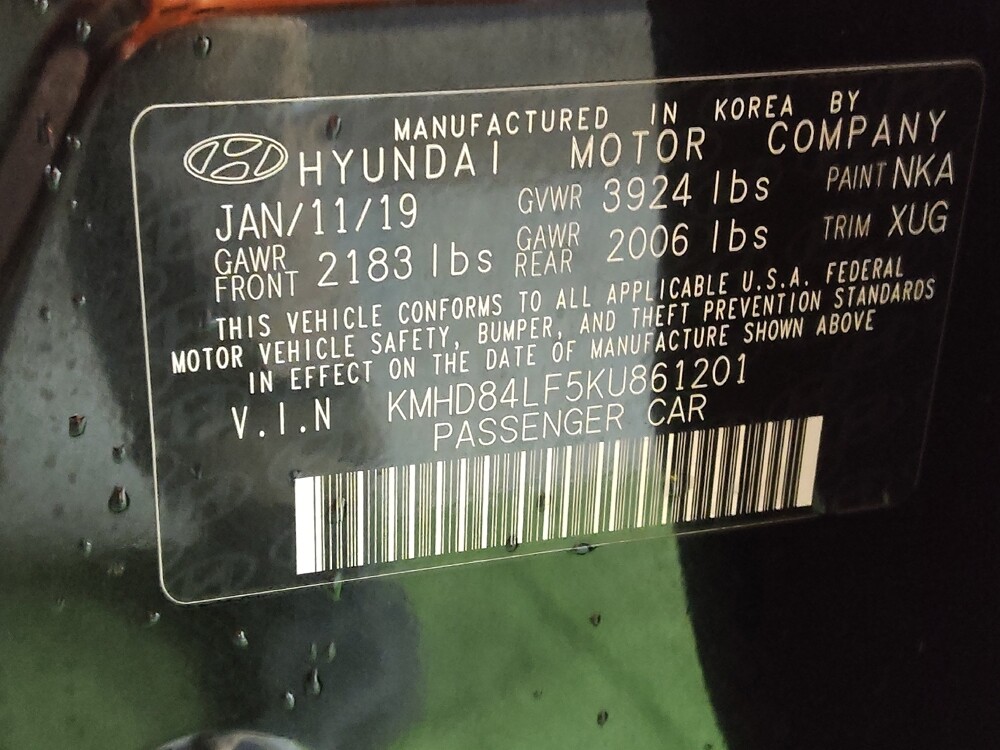 MANUFACTURED IN KOREA BY
HYUNDAI MOTOR COMPANY
JAN/11/19 GVWR 3924 lbs PAINT NKA
GAWR FRONT 2183 lbs GAWR REAR 2006 lbs TRIM XUG
THIS VEHICLE CONFORMS TO ALL APPLICABLE U.S.A. FEDERAL
MOTOR VEHICLE SAFETY, BUMPER, AND THEFT PREVENTION STANDARDS
IN EFFECT ON THE DATE OF MANUFACTURE SHOWN ABOVE
V.I.N KMHD84LF5KU861201
PASSENGER CAR